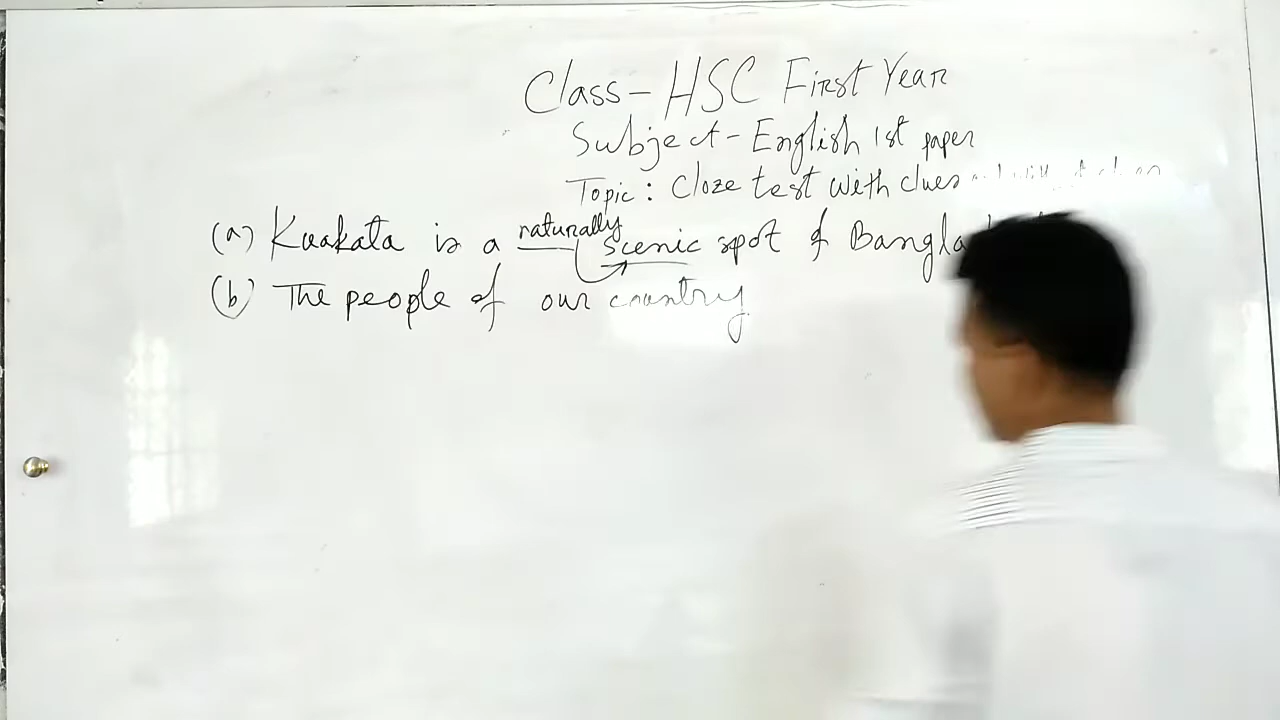 Class - HSC First Year
Subject - English 1st paper
Topic : Cloze test with clues
(a) Kuakata is a naturally scenic spot of
(b) The people of our country